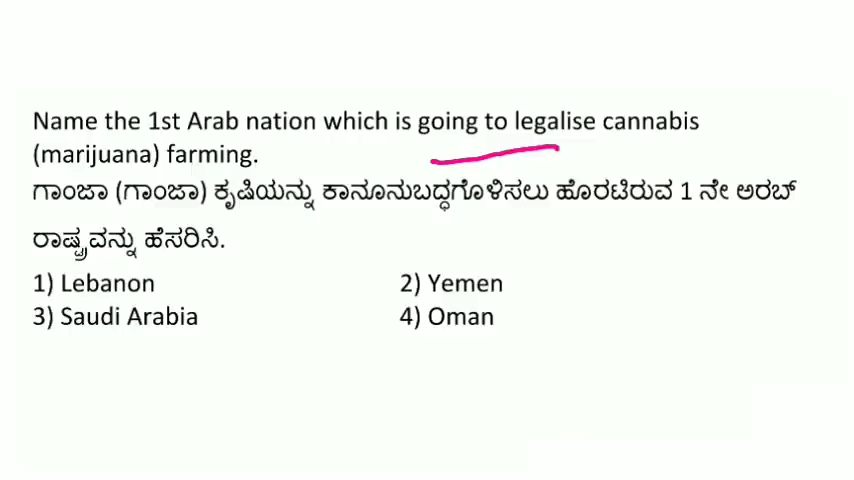 Name the 1st Arab nation which is going to legalise cannabis
(marijuana) farming.
ಗಾಂಜಾ (ಗಾಂಜಾ) ಕೃಷಿಯನ್ನು ಕಾನೂನುಬದ್ಧಗೊಳಿಸಲು ಹೊರಟಿರುವ 1 ನೇ ಅರಬ್
ರಾಷ್ಟ್ರವನ್ನು ಹೆಸರಿಸಿ.
1) Lebanon 2) Yemen
3) Saudi Arabia 4) Oman